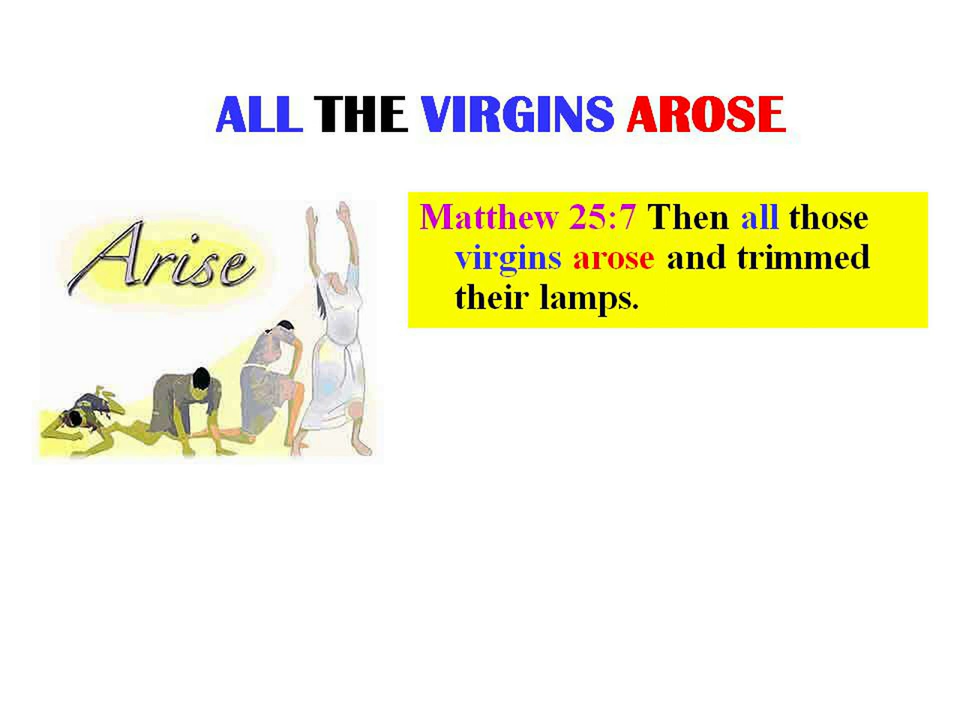 ALL THE VIRGINS AROSE
Arise
Matthew 25:7 Then all those
virgins arose and trimmed
their lamps.